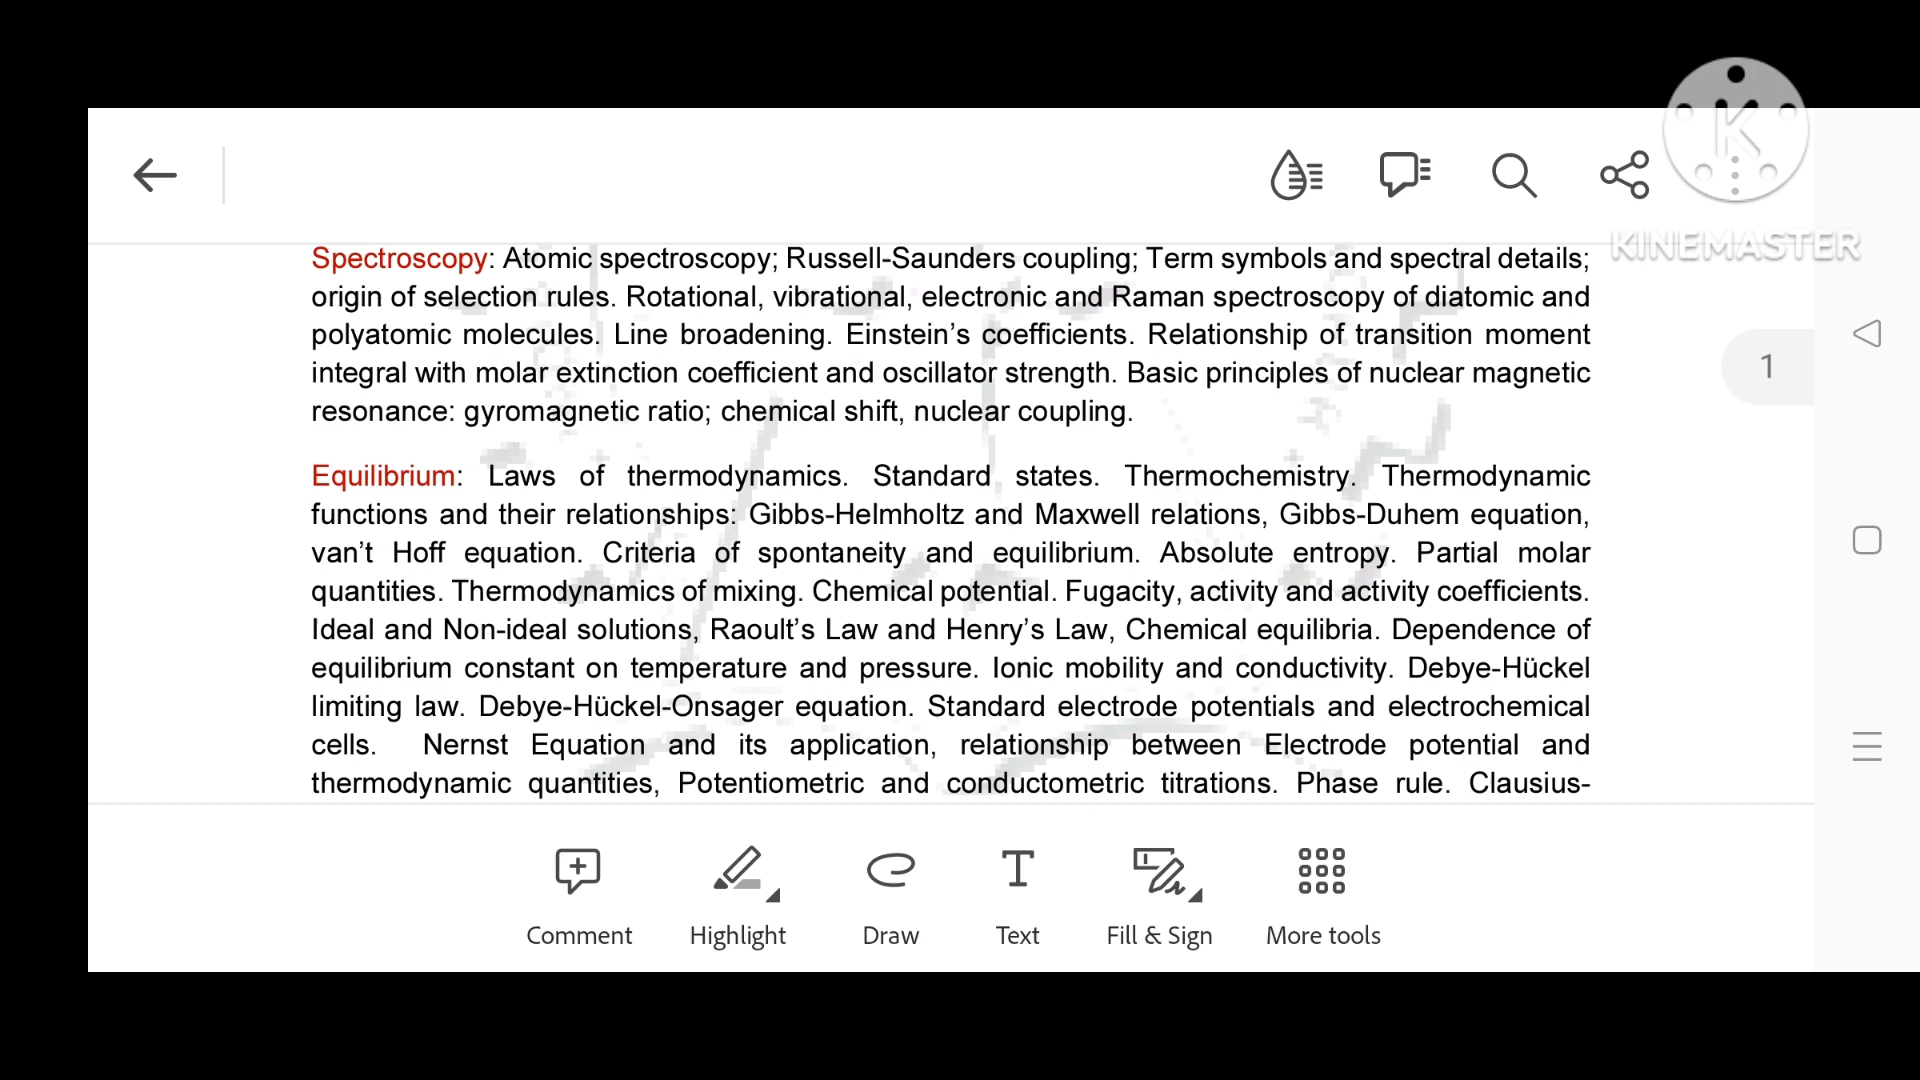 K
KINEMASTER
Spectroscopy: Atomic spectroscopy; Russell-Saunders coupling; Term symbols and spectral details;
origin of selection rules. Rotational, vibrational, electronic and Raman spectroscopy of diatomic and
polyatomic molecules. Line broadening. Einstein’s coefficients. Relationship of transition moment
integral with molar extinction coefficient and oscillator strength. Basic principles of nuclear magnetic
resonance: gyromagnetic ratio; chemical shift, nuclear coupling.
1
Equilibrium: Laws of thermodynamics. Standard states. Thermochemistry. Thermodynamic
functions and their relationships: Gibbs-Helmholtz and Maxwell relations, Gibbs-Duhem equation,
van’t Hoff equation. Criteria of spontaneity and equilibrium. Absolute entropy. Partial molar
quantities. Thermodynamics of mixing. Chemical potential. Fugacity, activity and activity coefficients.
Ideal and Non-ideal solutions, Raoult’s Law and Henry’s Law, Chemical equilibria. Dependence of
equilibrium constant on temperature and pressure. Ionic mobility and conductivity. Debye-Hückel
limiting law. Debye-Hückel-Onsager equation. Standard electrode potentials and electrochemical
cells. Nernst Equation and its application, relationship between Electrode potential and
thermodynamic quantities, Potentiometric and conductometric titrations. Phase rule. Clausius-
Comment Highlight Draw Text Fill & Sign More tools